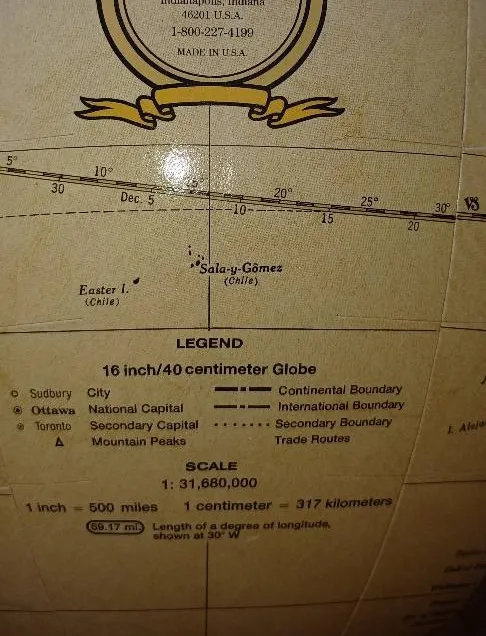 Indianapolis, Indiana
46201 U.S.A.
1-800-227-4199
MADE IN U.S.A.
5° 10° 15° 20° 25° 30°
30 Dec. 5 10 15 20
Sala-y-Gômez
(Chile)
Easter I.
(Chile)
LEGEND
16 inch/40 centimeter Globe
Sudbury City Continental Boundary
Ottawa National Capital International Boundary
Toronto Secondary Capital Secondary Boundary
Mountain Peaks Trade Routes
SCALE
1: 31,680,000
1 inch = 500 miles 1 centimeter = 317 kilometers
69.17 mi. Length of a degree of longitude,
shown at 30° W